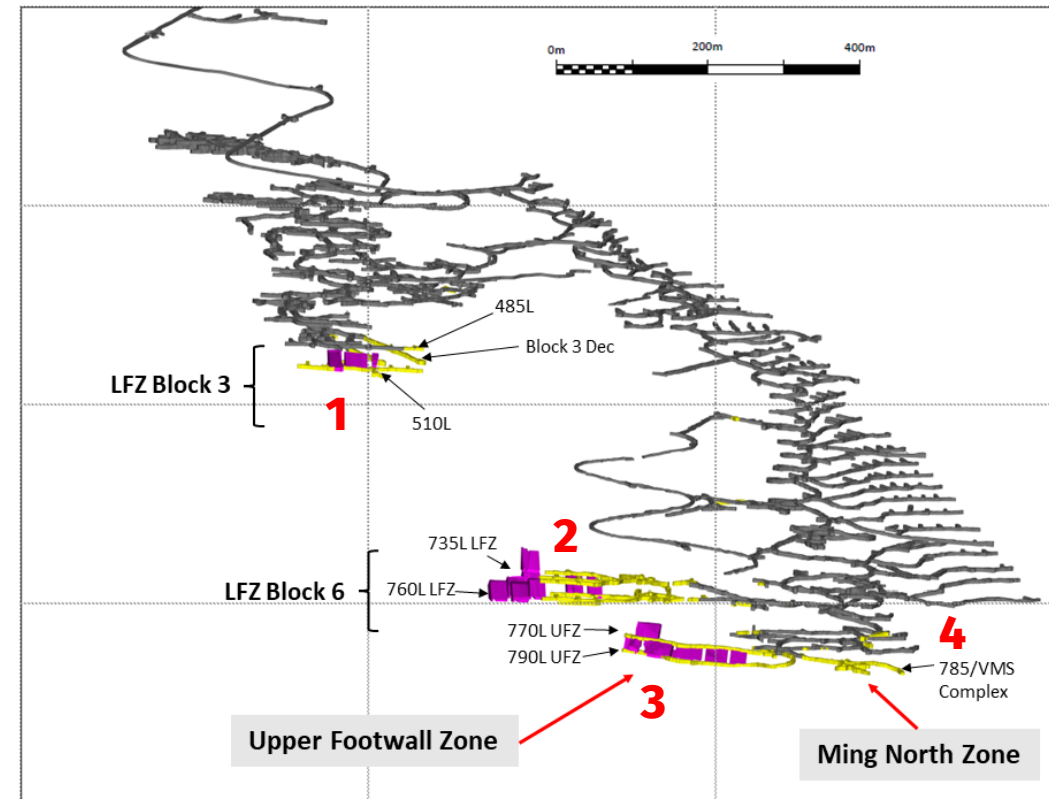 0m 200m 400m
485L
Block 3 Dec
LFZ Block 3
1
510L
2
735L LFZ
LFZ Block 6
760L LFZ
770L UFZ
4
790L UFZ
785/VMS
Complex
3
Upper Footwall Zone
Ming North Zone